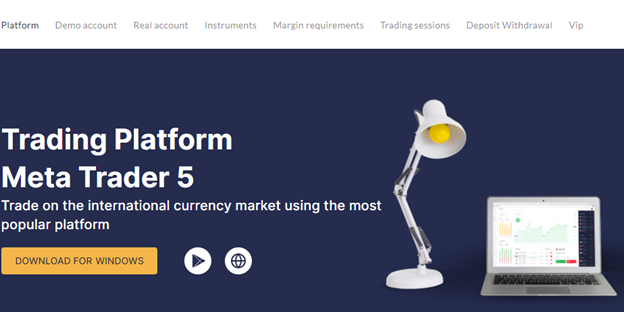 Platform Demo account Real account Instruments Margin requirements Trading sessions Deposit Withdrawal Vip
Trading Platform
Meta Trader 5
Trade on the international currency market using the most
popular platform
DOWNLOAD FOR WINDOWS